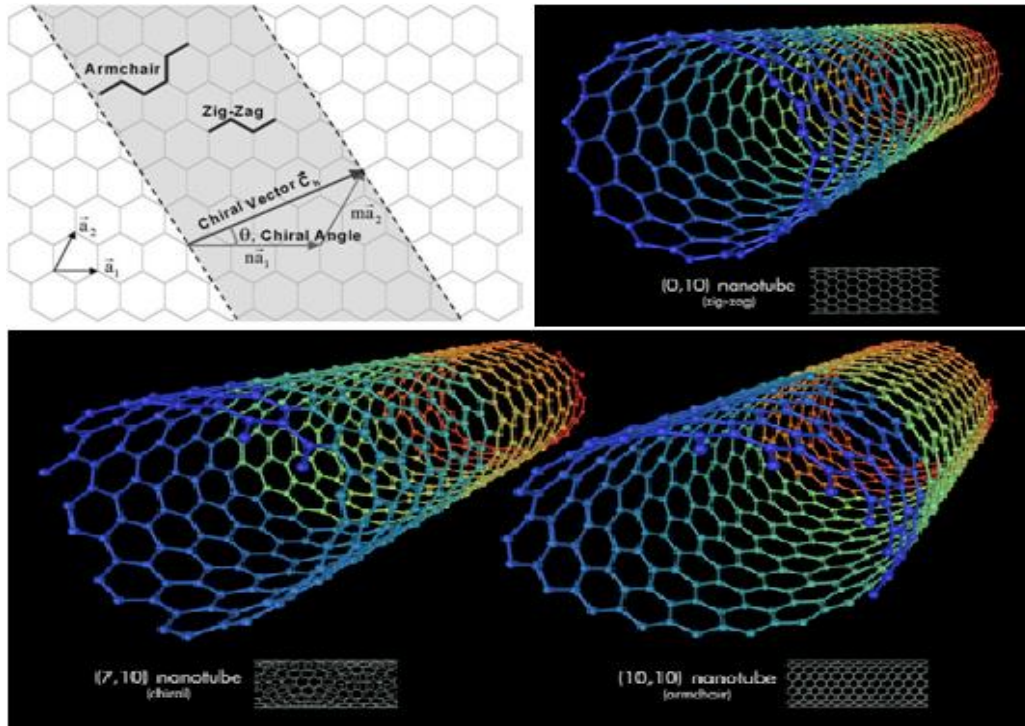 Armchair
Zig-Zag
Chiral Vector C⃗ₕ
ma⃗₂
θ, Chiral Angle
na⃗₁
a⃗₂
a⃗₁
(0,10) nanotube
(zig-zag)
(7,10) nanotube
(chiral)
(10,10) nanotube
(armchair)